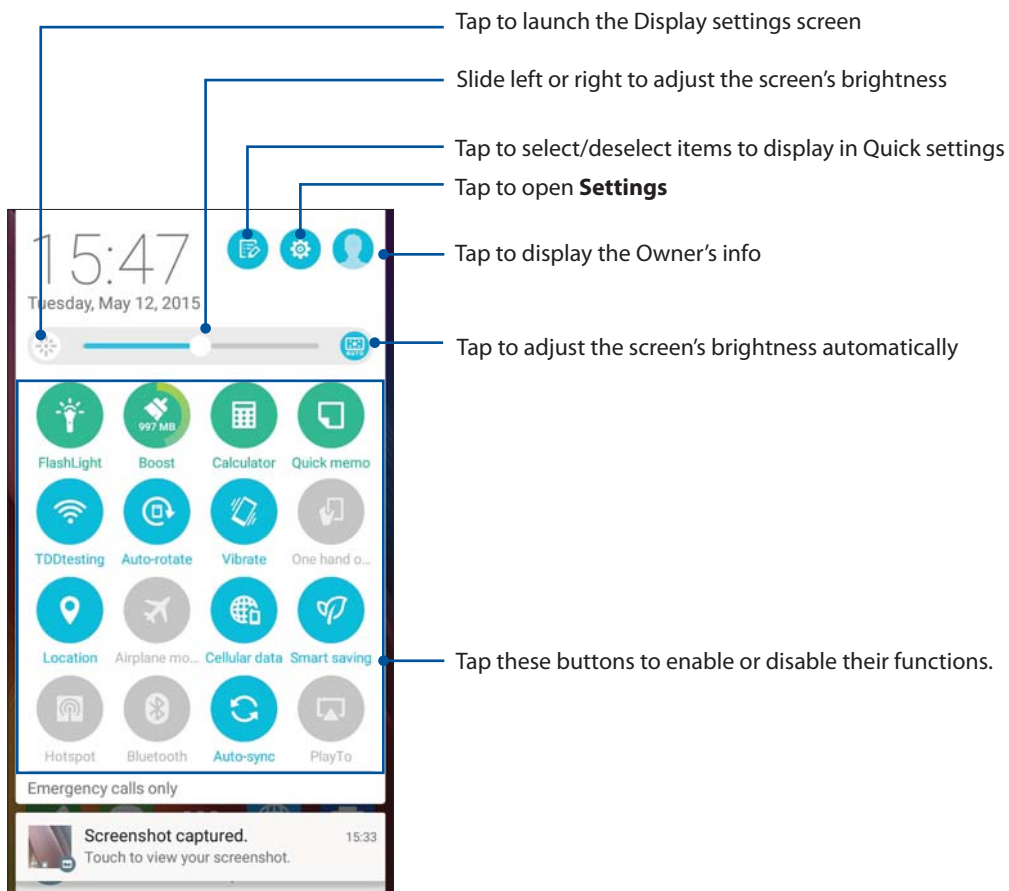 Tap to launch the Display settings screen
Slide left or right to adjust the screen's brightness
Tap to select/deselect items to display in Quick settings
Tap to open Settings
Tap to display the Owner's info
Tap to adjust the screen's brightness automatically
Tap these buttons to enable or disable their functions.
15:47
Tuesday, May 12, 2015
AUTO
997 MB
FlashLight Boost Calculator Quick memo
TDDtesting Auto-rotate Vibrate One hand o...
Location Airplane mo... Cellular data Smart saving
Hotspot Bluetooth Auto-sync PlayTo
Emergency calls only
Screenshot captured. 15:33
Touch to view your screenshot.